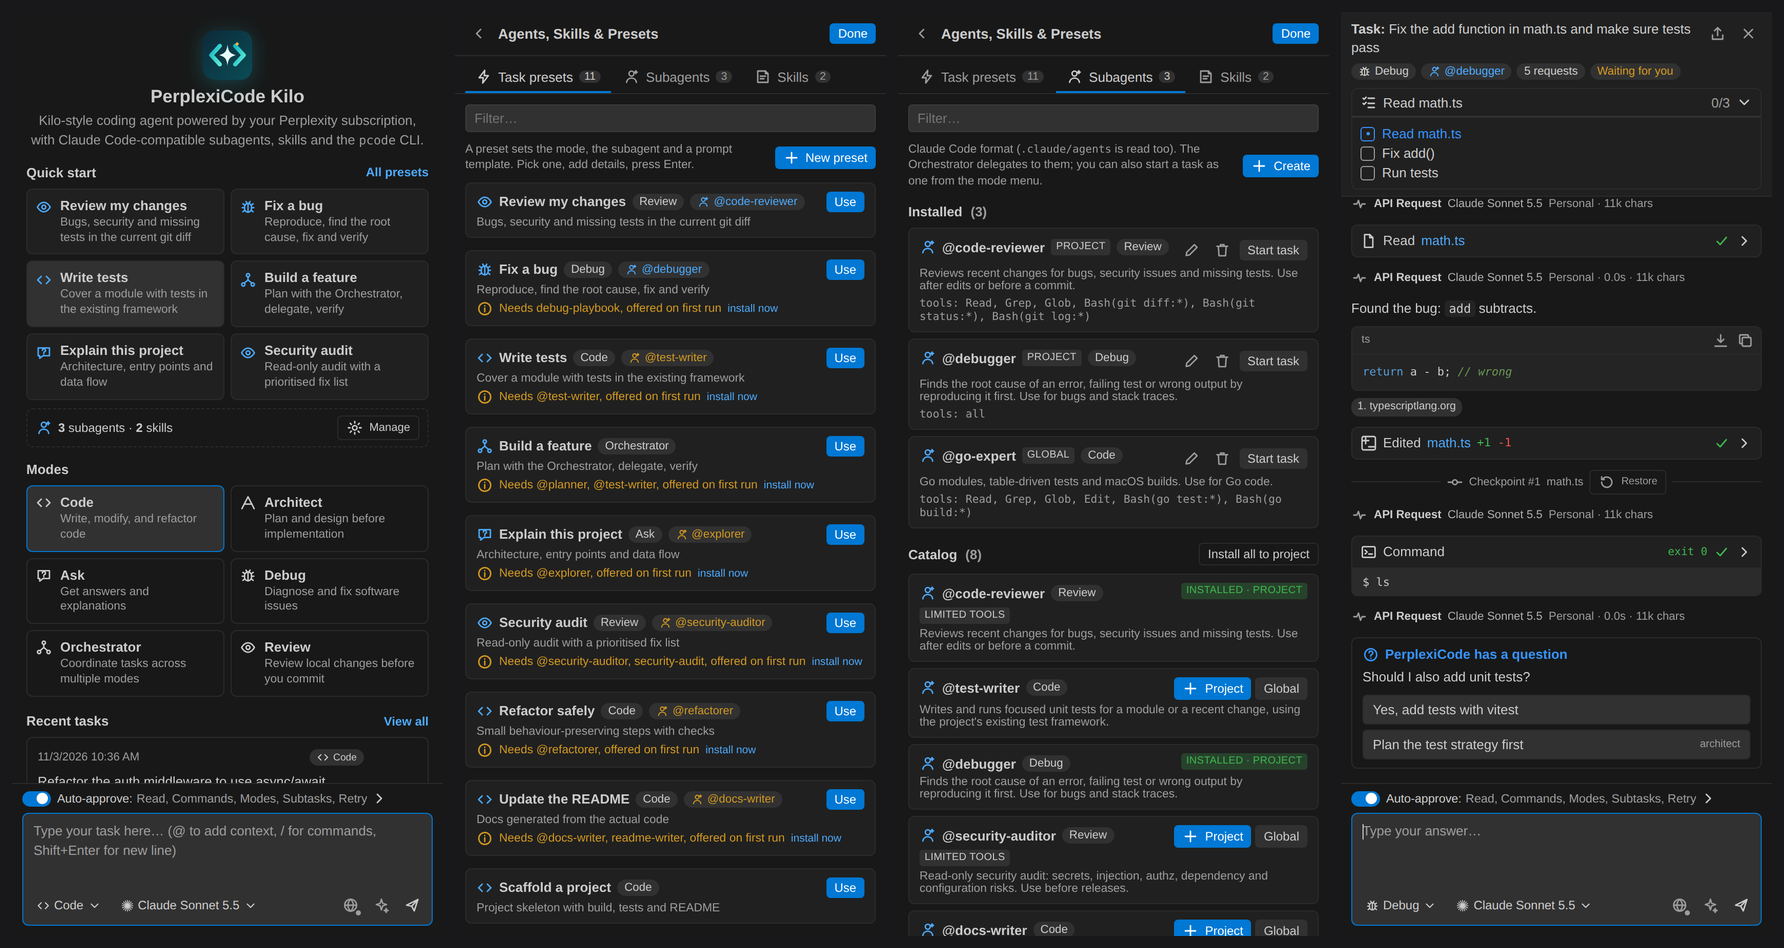 PerplexiCode Kilo
Kilo-style coding agent powered by your Perplexity subscription,
with Claude Code-compatible subagents, skills and the pcode CLI.
Quick start
All presets
Review my changes
Bugs, security and missing
tests in the current git diff
Fix a bug
Reproduce, find the root
cause, fix and verify
Write tests
Cover a module with tests in
the existing framework
Build a feature
Plan with the Orchestrator,
delegate, verify
Explain this project
Architecture, entry points and
data flow
Security audit
Read-only audit with a
prioritised fix list
3 subagents · 2 skills
Manage
Modes
Code
Write, modify, and refactor
code
Architect
Plan and design before
implementation
Ask
Get answers and
explanations
Debug
Diagnose and fix software
issues
Orchestrator
Coordinate tasks across
multiple modes
Review
Review local changes before
you commit
Recent tasks
View all
11/3/2026 10:36 AM
Code
Refactor the auth middleware to use async/await
Auto-approve: Read, Commands, Modes, Subtasks, Retry
Type your task here… (@ to add context, / for commands,
Shift+Enter for new line)
Code
Claude Sonnet 5.5
Agents, Skills & Presets
Done
Task presets 11
Subagents 3
Skills 2
Filter…
A preset sets the mode, the subagent and a prompt
template. Pick one, add details, press Enter.
New preset
Review my changes Review @code-reviewer Use
Bugs, security and missing tests in the current git diff
Fix a bug Debug @debugger Use
Reproduce, find the root cause, fix and verify
Needs debug-playbook, offered on first run install now
Write tests Code @test-writer Use
Cover a module with tests in the existing framework
Needs @test-writer, offered on first run install now
Build a feature Orchestrator Use
Plan with the Orchestrator, delegate, verify
Needs @planner, @test-writer, offered on first run install now
Explain this project Ask @explorer Use
Architecture, entry points and data flow
Needs @explorer, offered on first run install now
Security audit Review @security-auditor Use
Read-only audit with a prioritised fix list
Needs @security-auditor, security-audit, offered on first run install now
Refactor safely Code @refactorer Use
Small behaviour-preserving steps with checks
Needs @refactorer, offered on first run install now
Update the README Code @docs-writer Use
Docs generated from the actual code
Needs @docs-writer, readme-writer, offered on first run install now
Scaffold a project Code Use
Project skeleton with build, tests and README
Agents, Skills & Presets
Done
Task presets 11
Subagents 3
Skills 2
Filter…
Claude Code format (.claude/agents is read too). The
Orchestrator delegates to them; you can also start a task as
one from the mode menu.
Create
Installed (3)
@code-reviewer PROJECT Review Start task
Reviews recent changes for bugs, security issues and missing tests. Use
after edits or before a commit.
tools: Read, Grep, Glob, Bash(git diff:*), Bash(git
status:*), Bash(git log:*)
@debugger PROJECT Debug Start task
Finds the root cause of an error, failing test or wrong output by
reproducing it first. Use for bugs and stack traces.
tools: all
@go-expert GLOBAL Code Start task
Go modules, table-driven tests and macOS builds. Use for Go code.
tools: Read, Grep, Glob, Edit, Bash(go test:*), Bash(go
build:*)
Catalog (8)
Install all to project
@code-reviewer Review INSTALLED · PROJECT
LIMITED TOOLS
Reviews recent changes for bugs, security issues and missing tests. Use
after edits or before a commit.
@test-writer Code Project Global
Writes and runs focused unit tests for a module or a recent change, using
the project's existing test framework.
@debugger Debug INSTALLED · PROJECT
Finds the root cause of an error, failing test or wrong output by
reproducing it first. Use for bugs and stack traces.
@security-auditor Review Project Global
LIMITED TOOLS
Read-only security audit: secrets, injection, authz, dependency and
configuration risks. Use before releases.
@docs-writer Code Project Global
Task: Fix the add function in math.ts and make sure tests
pass
Debug @debugger 5 requests Waiting for you
Read math.ts 0/3
Read math.ts
Fix add()
Run tests
API Request Claude Sonnet 5.5 Personal · 11k chars
Read math.ts
API Request Claude Sonnet 5.5 Personal · 0.0s · 11k chars
Found the bug: add subtracts.
ts
return a - b; // wrong
1. typescriptlang.org
Edited math.ts +1 -1
Checkpoint #1 math.ts Restore
API Request Claude Sonnet 5.5 Personal · 11k chars
Command exit 0
$ ls
API Request Claude Sonnet 5.5 Personal · 0.0s · 11k chars
PerplexiCode has a question
Should I also add unit tests?
Yes, add tests with vitest
Plan the test strategy first architect
Auto-approve: Read, Commands, Modes, Subtasks, Retry
Type your answer…
Debug
Claude Sonnet 5.5